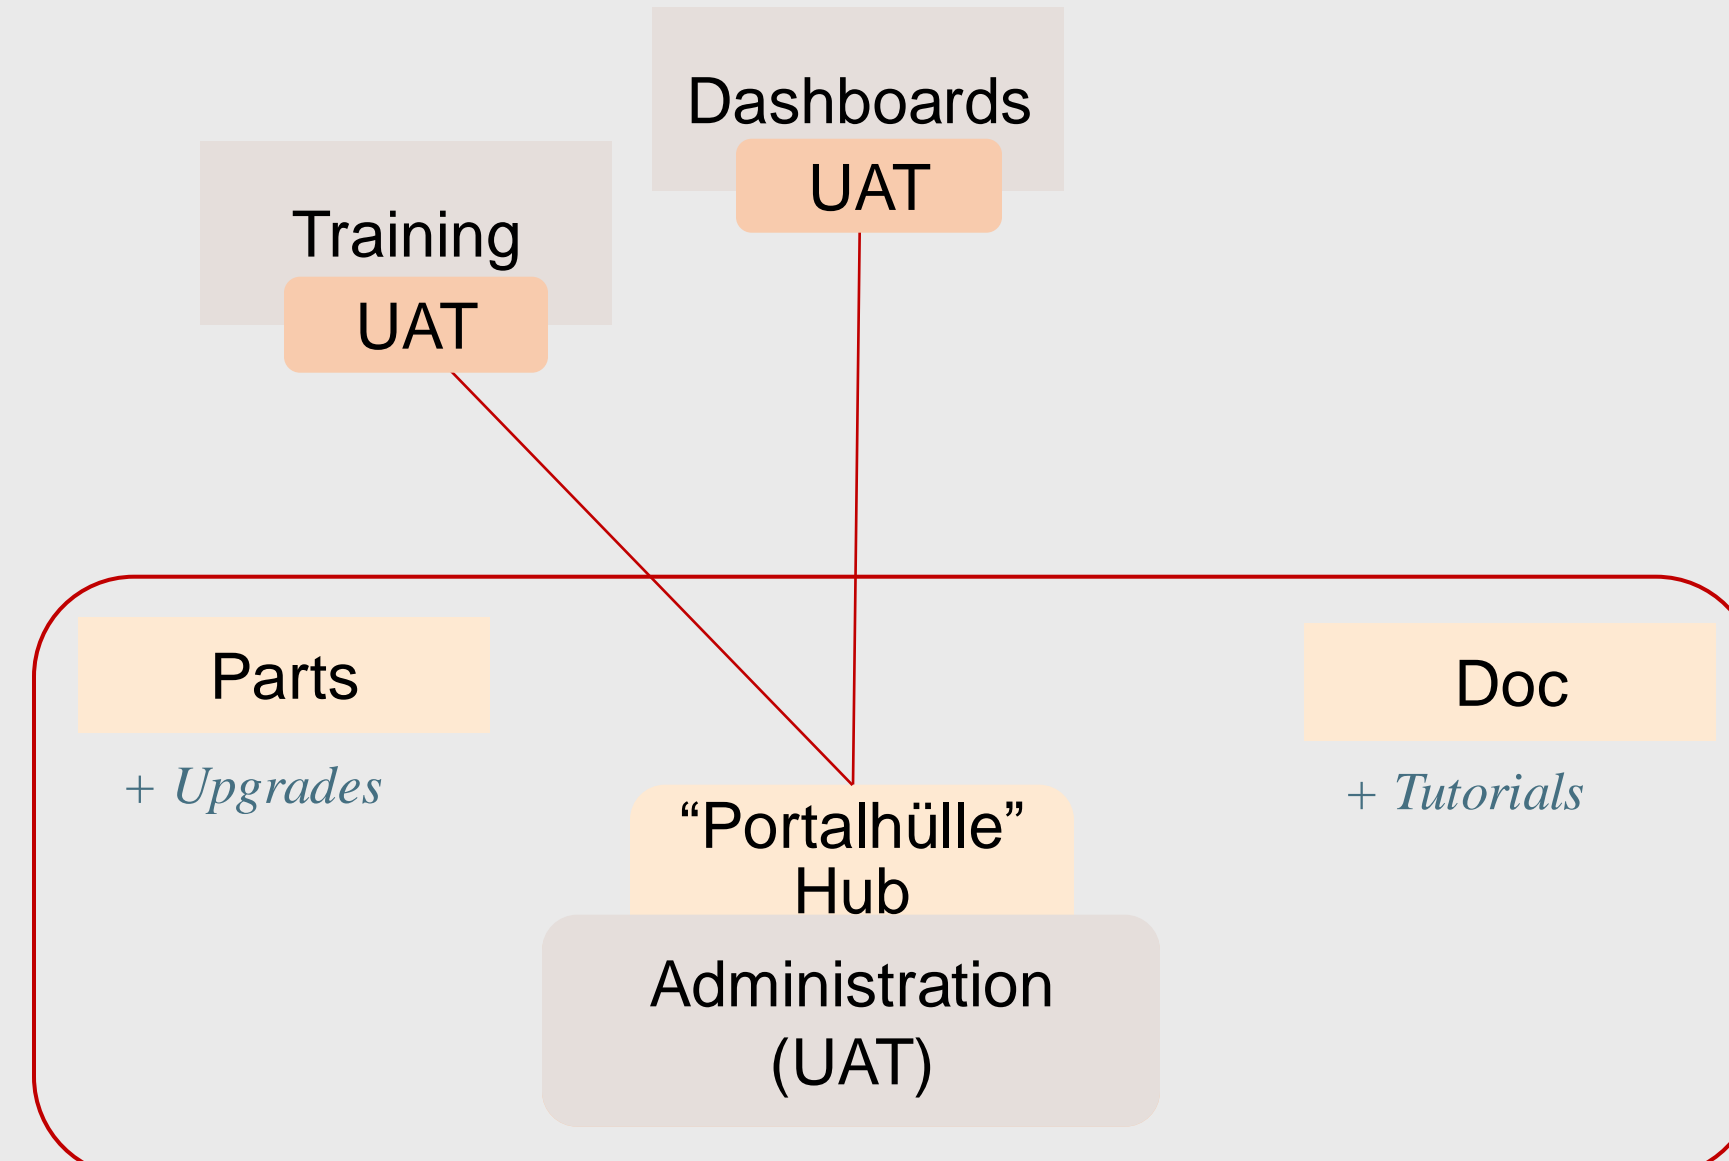 Dashboards
UAT
Training
UAT
Parts
+ Upgrades
Doc
+ Tutorials
“Portalhülle”
Hub
Administration
(UAT)